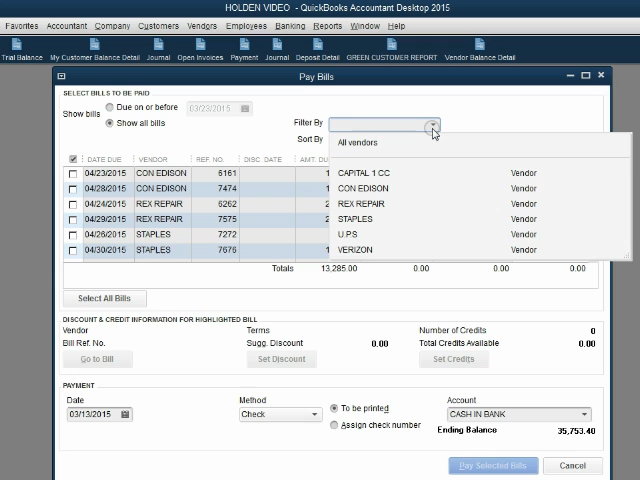 HOLDEN VIDEO - QuickBooks Accountant Desktop 2015
Favorites Accountant Company Customers Vendors Employees Banking Reports Window Help
Trial Balance My Customer Balance Detail Journal Open Invoices Payment Journal Deposit Detail GREEN CUSTOMER REPORT Vendor Balance Detail
Pay Bills
SELECT BILLS TO BE PAID
Show bills Due on or before 03/23/2015
Show all bills Filter By
Sort By
All vendors
DATE DUE VENDOR REF. NO. DISC. DATE AMT. DU
CAPITAL 1 CC Vendor
CON EDISON Vendor
REX REPAIR Vendor
STAPLES Vendor
U.P.S Vendor
VERIZON Vendor
04/23/2015 CON EDISON 6161 1
04/28/2015 CON EDISON 7474 1
04/24/2015 REX REPAIR 6262 2
04/29/2015 REX REPAIR 7575 2
04/26/2015 STAPLES 7272
04/30/2015 STAPLES 7676 1
Totals 13,285.00 0.00 0.00 0.00
Select All Bills
DISCOUNT & CREDIT INFORMATION FOR HIGHLIGHTED BILL
Vendor Terms Number of Credits 0
Bill Ref. No. Sugg. Discount 0.00 Total Credits Available 0.00
Go to Bill Set Discount Set Credits
PAYMENT
Date Method To be printed Account
03/13/2015 Check Assign check number CASH IN BANK
Ending Balance 35,753.40
Pay Selected Bills Cancel